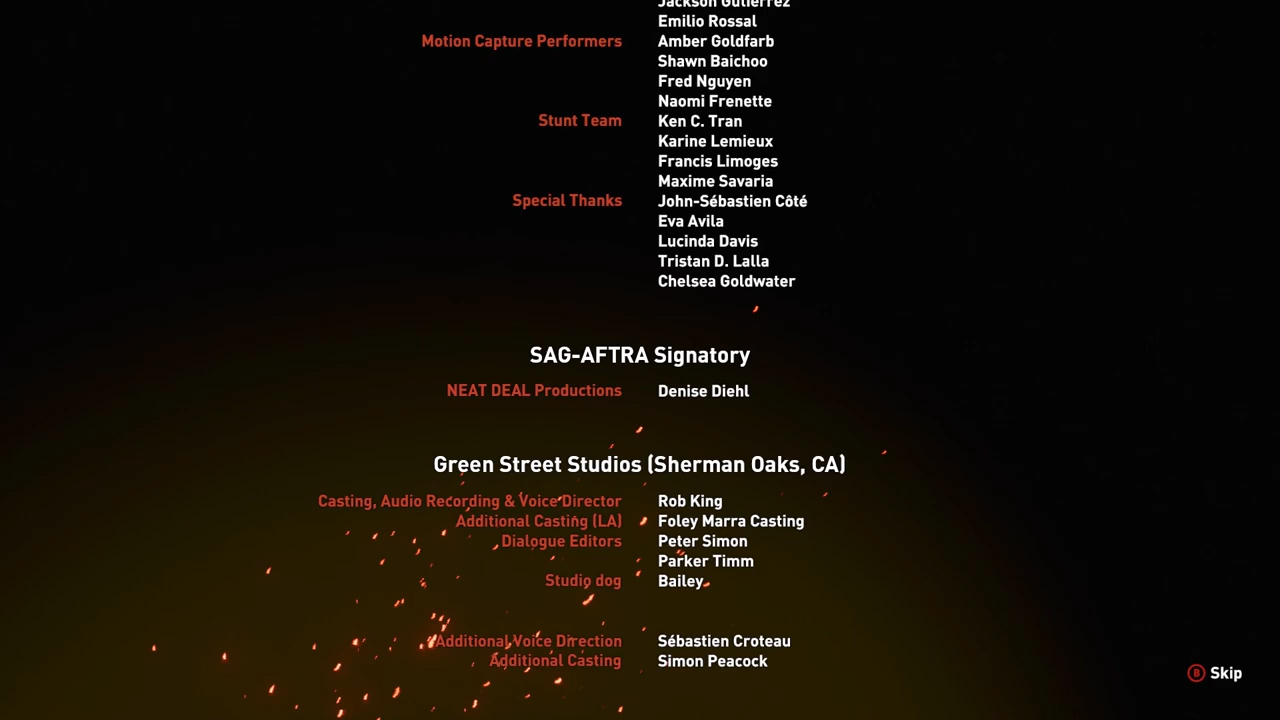 Jackson Gutierrez
Emilio Rossal
Motion Capture Performers Amber Goldfarb
Shawn Baichoo
Fred Nguyen
Naomi Frenette
Stunt Team Ken C. Tran
Karine Lemieux
Francis Limoges
Maxime Savaria
Special Thanks John-Sébastien Côté
Eva Avila
Lucinda Davis
Tristan D. Lalla
Chelsea Goldwater
SAG-AFTRA Signatory
NEAT DEAL Productions Denise Diehl
Green Street Studios (Sherman Oaks, CA)
Casting, Audio Recording & Voice Director Rob King
Additional Casting (LA) Foley Marra Casting
Dialogue Editors Peter Simon
Parker Timm
Studio dog Bailey
Additional Voice Direction Sébastien Croteau
Additional Casting Simon Peacock
B Skip